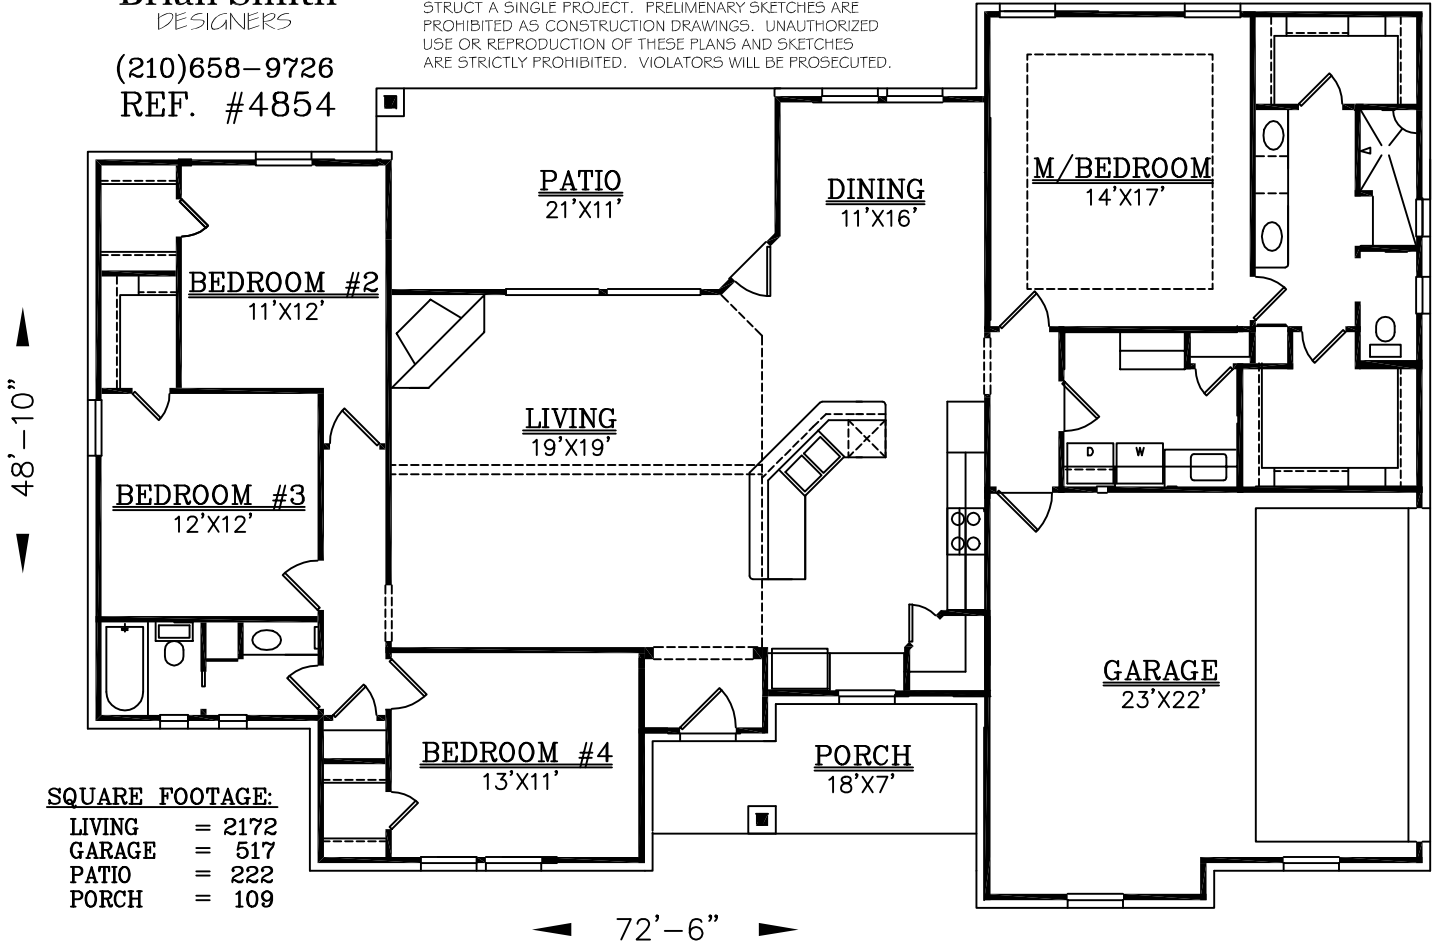 Brian Smith
DESIGNERS
(210)658-9726
REF. #4854
STRUCT A SINGLE PROJECT. PRELIMENARY SKETCHES ARE
PROHIBITED AS CONSTRUCTION DRAWINGS. UNAUTHORIZED
USE OR REPRODUCTION OF THESE PLANS AND SKETCHES
ARE STRICTLY PROHIBITED. VIOLATORS WILL BE PROSECUTED.
PATIO
21'X11'
DINING
11'X16'
M/BEDROOM
14'X17'
BEDROOM #2
11'X12'
LIVING
19'X19'
BEDROOM #3
12'X12'
D
W
48'-10"
GARAGE
23'X22'
BEDROOM #4
13'X11'
PORCH
18'X7'
SQUARE FOOTAGE:
LIVING = 2172
GARAGE = 517
PATIO = 222
PORCH = 109
72'-6"